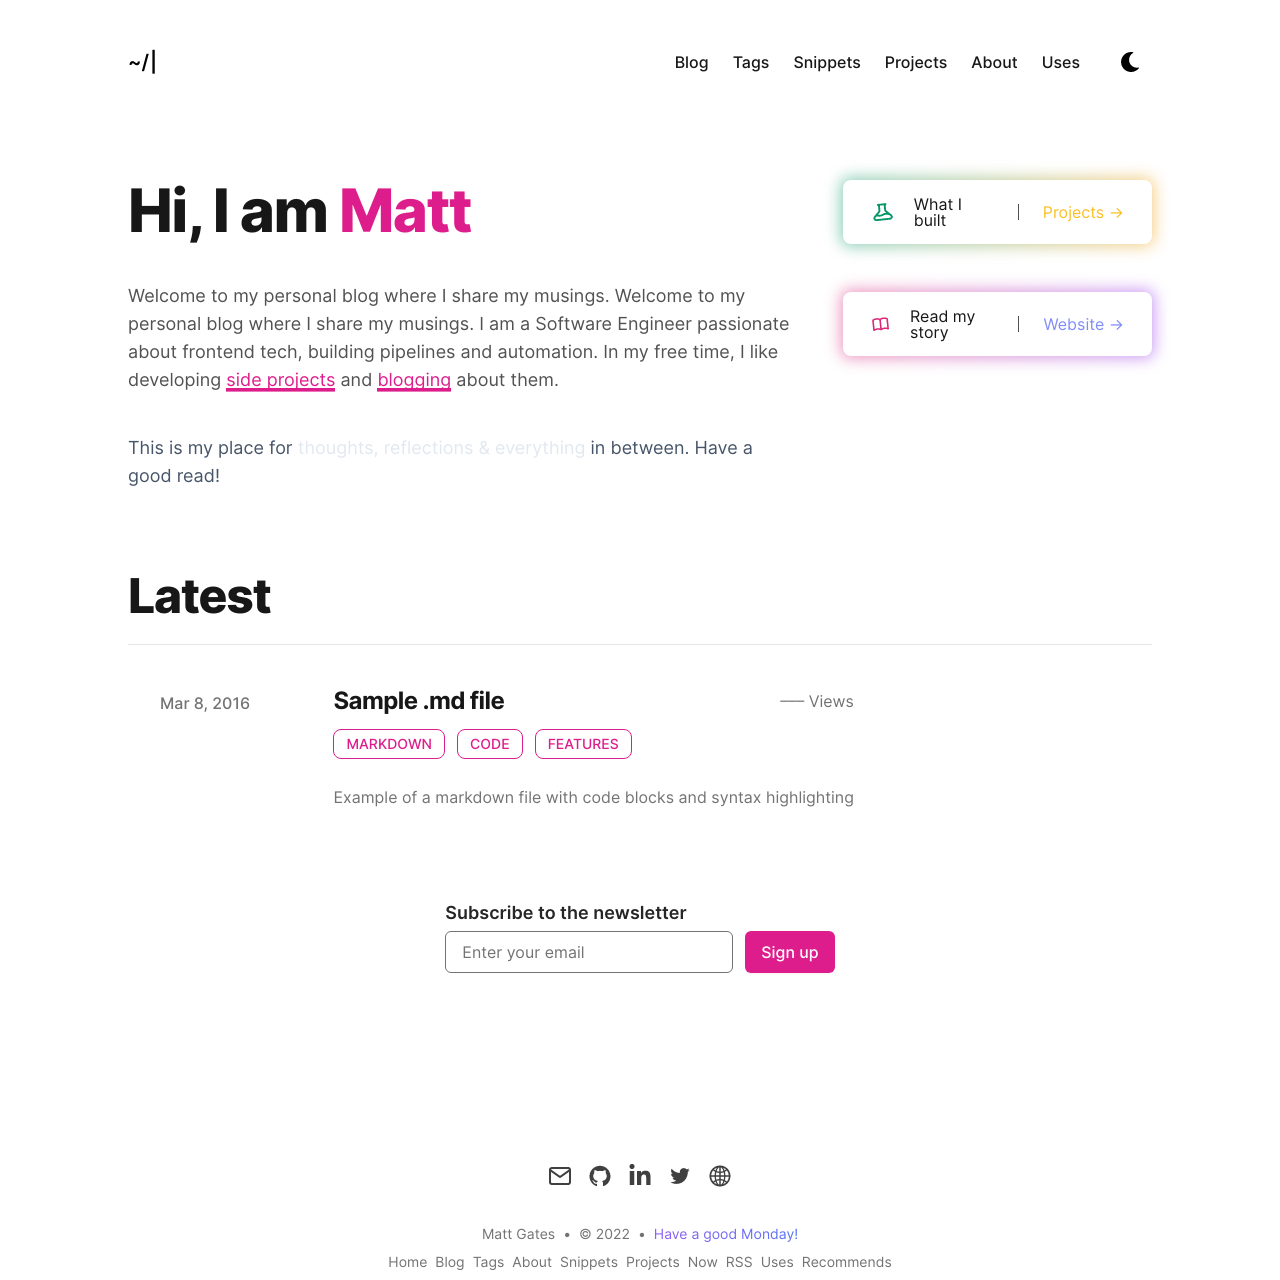 ~/
Blog Tags Snippets Projects About Uses
Hi, I am Matt
What I
built
Projects →
Read my
story
Website →
Welcome to my personal blog where I share my musings. Welcome to my
personal blog where I share my musings. I am a Software Engineer passionate
about frontend tech, building pipelines and automation. In my free time, I like
developing side projects and blogging about them.
This is my place for thoughts, reflections & everything in between. Have a
good read!
Latest
Mar 8, 2016
Sample .md file
–– Views
MARKDOWN CODE FEATURES
Example of a markdown file with code blocks and syntax highlighting
Subscribe to the newsletter
Enter your email
Sign up
Matt Gates • © 2022 • Have a good Monday!
Home Blog Tags About Snippets Projects Now RSS Uses Recommends